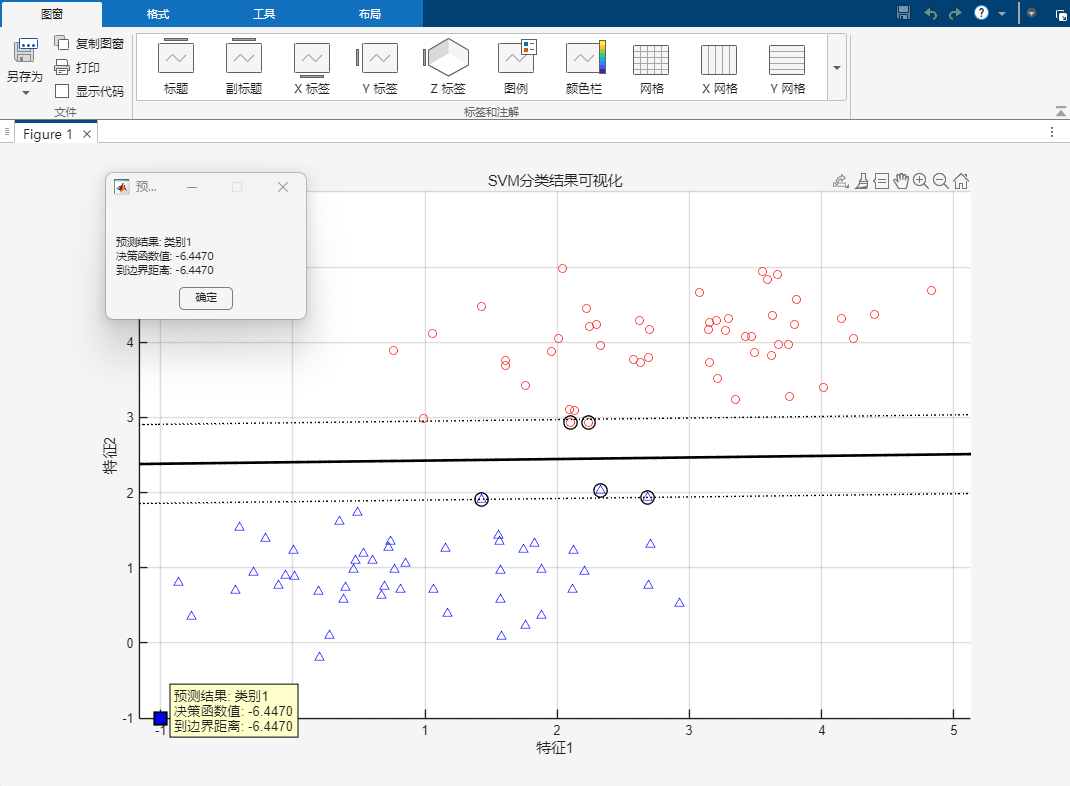 图窗
格式
工具
布局
另存为
复制图窗
打印
显示代码
文件
标题
副标题
X 标签
Y 标签
Z 标签
图例
颜色栏
网格
X 网格
Y 网格
标签和注解
Figure 1
预...
预测结果: 类别1
决策函数值: -6.4470
到边界距离: -6.4470
确定
SVM分类结果可视化
4
3
2
1
0
-1
特征2
预测结果: 类别1
决策函数值: -6.4470
到边界距离: -6.4470
-1
1
2
3
4
5
特征1